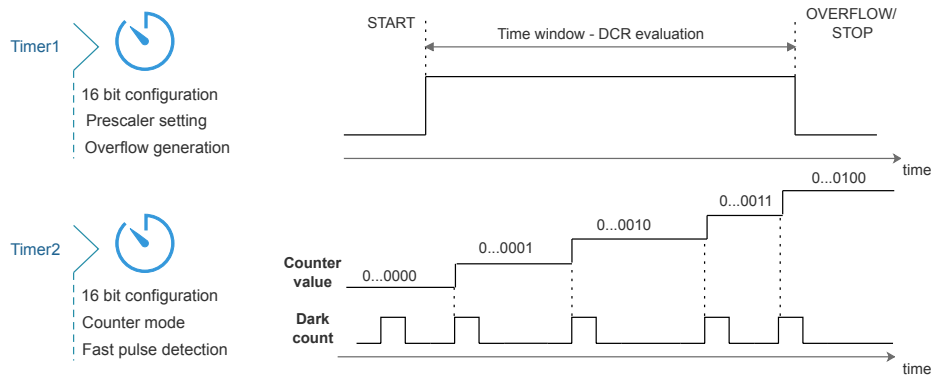 Timer1
16 bit configuration
Prescaler setting
Overflow generation
START
Time window - DCR evaluation
OVERFLOW/
STOP
time
Timer2
16 bit configuration
Counter mode
Fast pulse detection
Counter
value
0...0000
0...0001
0...0010
0...0011
0...0100
Dark
count
time